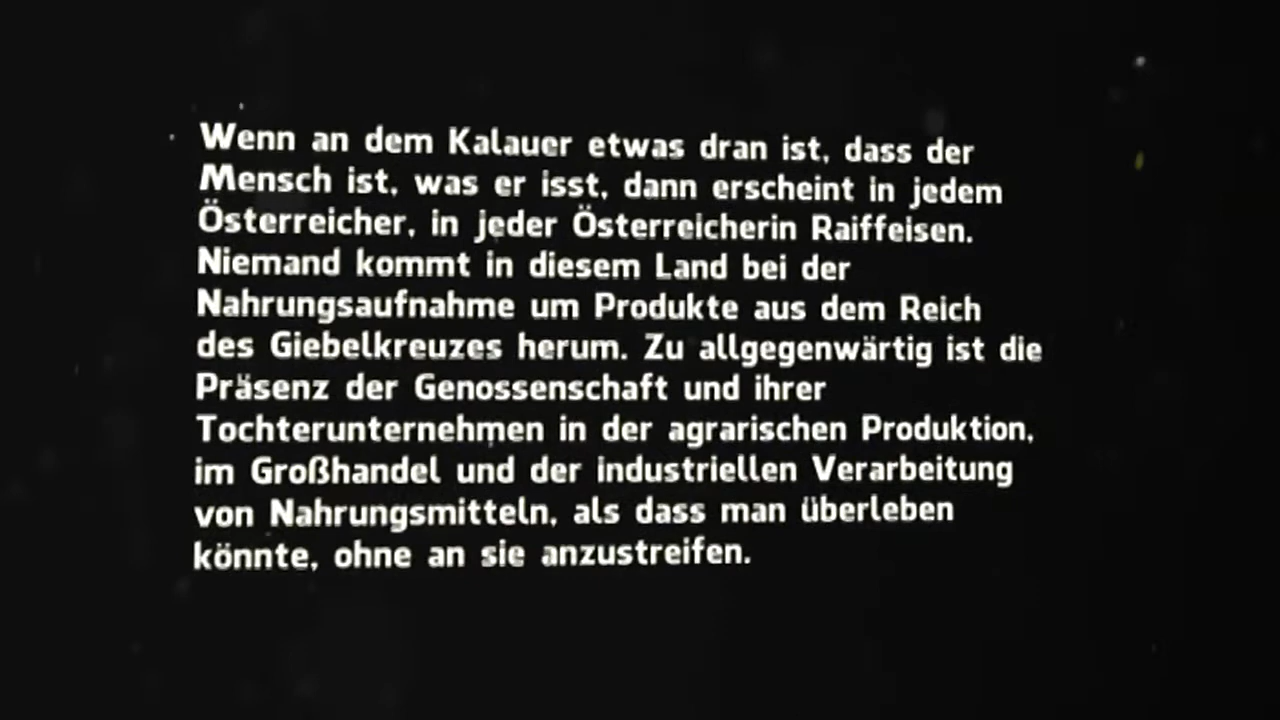 Wenn an dem Kalauer etwas dran ist, dass der
Mensch ist, was er isst, dann erscheint in jedem
Österreicher, in jeder Österreicherin Raiffeisen.
Niemand kommt in diesem Land bei der
Nahrungsaufnahme um Produkte aus dem Reich
des Giebelkreuzes herum. Zu allgegenwärtig ist die
Präsenz der Genossenschaft und ihrer
Tochterunternehmen in der agrarischen Produktion,
im Großhandel und der industriellen Verarbeitung
von Nahrungsmitteln, als dass man überleben
könnte, ohne an sie anzustreifen.